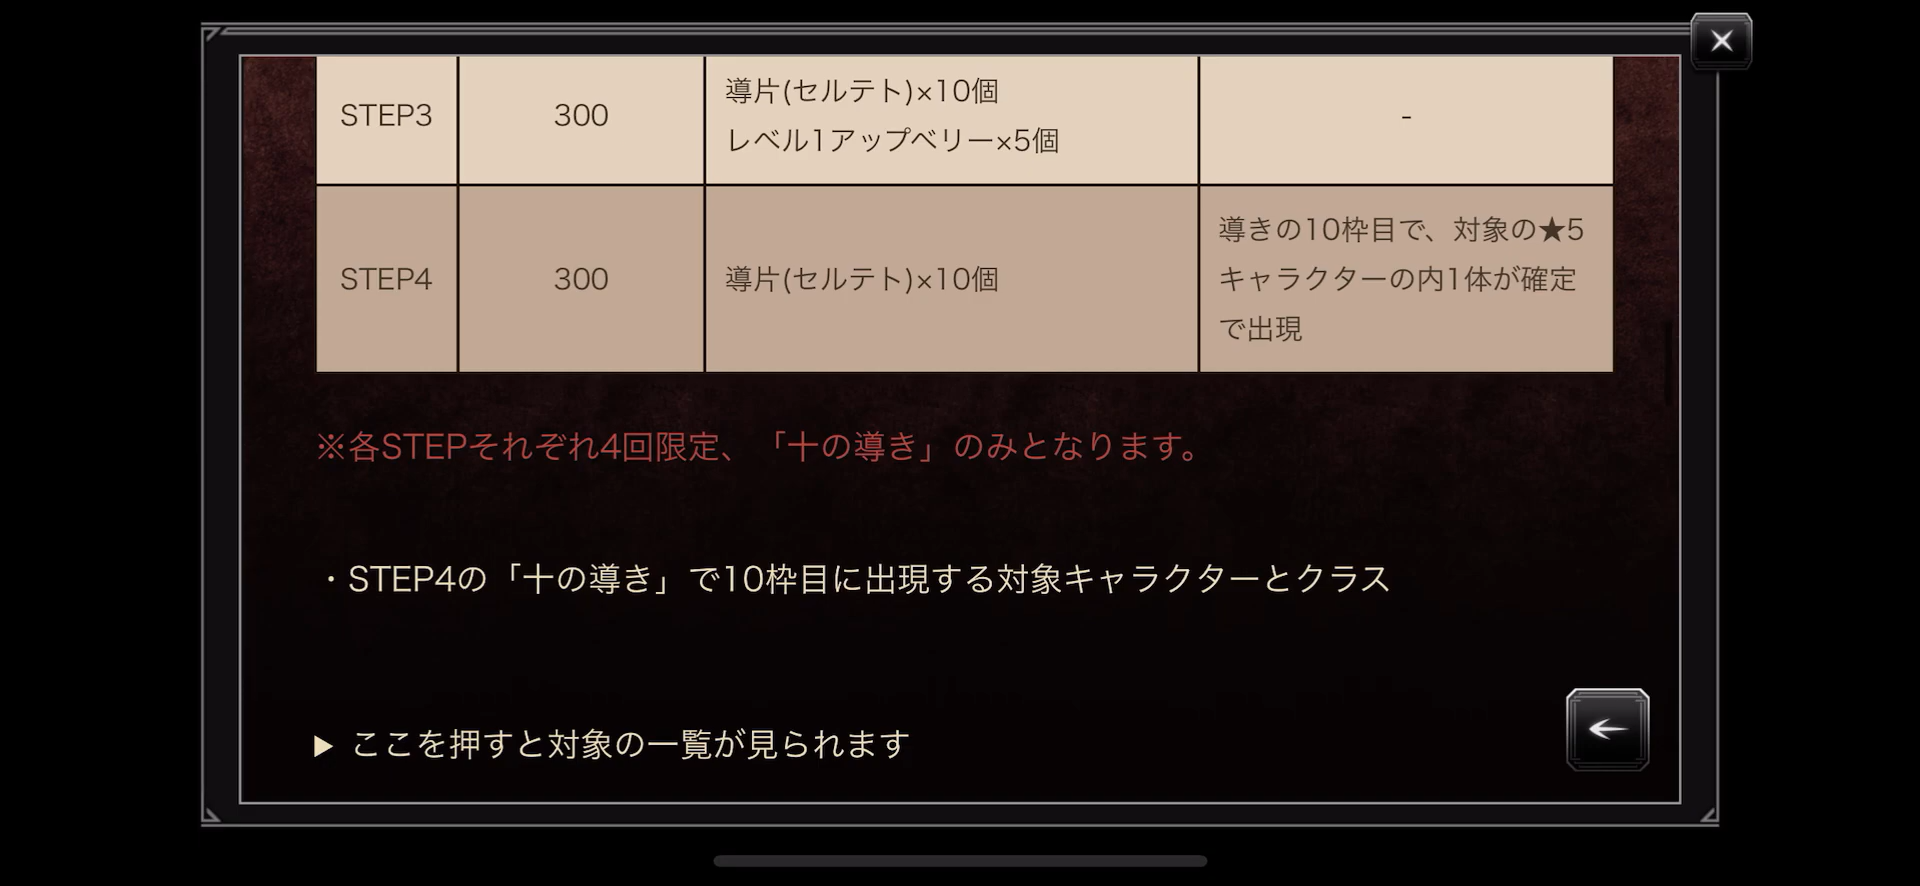 STEP3
300
導片(セルテト)×10個
レベル1アップベリー×5個
-
STEP4
300
導片(セルテト)×10個
導きの10枠目で、対象の★5
キャラクターの内1体が確定
で出現
※各STEPそれぞれ4回限定、「十の導き」のみとなります。
・STEP4の「十の導き」で10枠目に出現する対象キャラクターとクラス
▶ ここを押すと対象の一覧が見られます